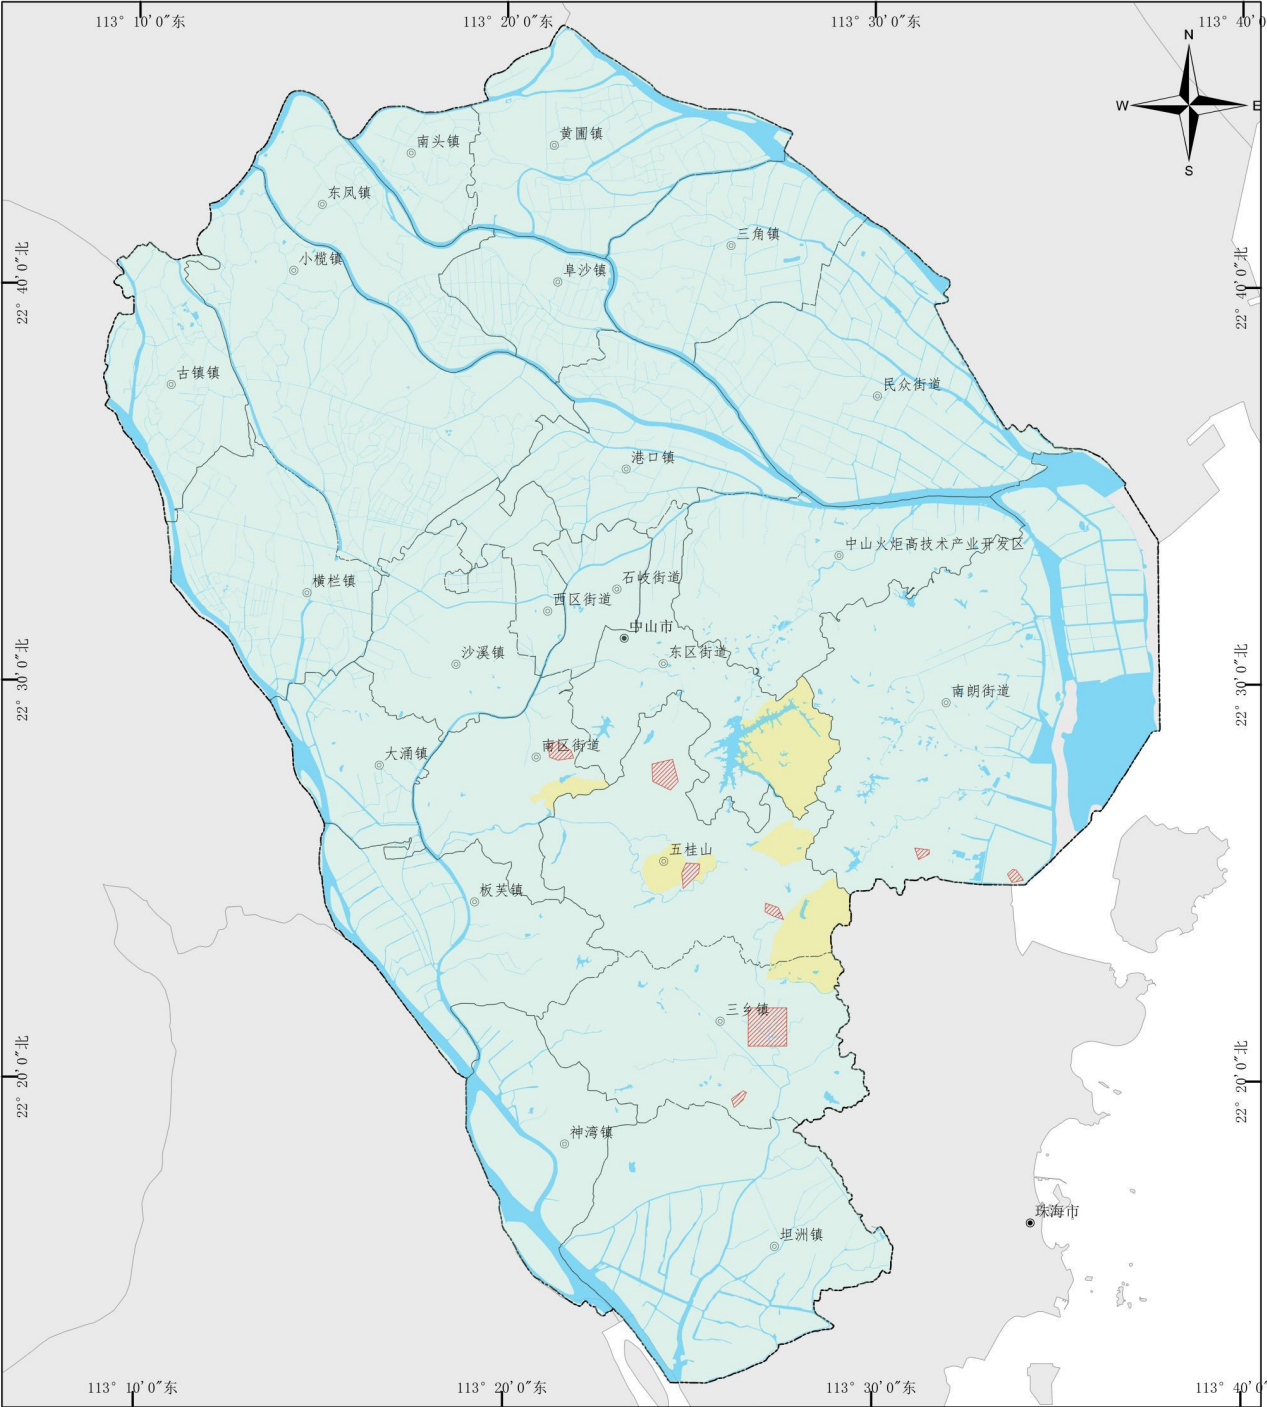 113° 10'0"东
113° 20'0"东
113° 30'0"东
113° 40'0
N
W
E
S
黄圃镇
南头镇
东凤镇
三角镇
22° 40'0"北
小榄镇
阜沙镇
22° 40'0"北
古镇镇
民众街道
港口镇
中山火炬高技术产业开发区
横栏镇
石岐街道
西区街道
中山市
沙溪镇
东区街道
22° 30'0"北
22° 30'0"北
南朗街道
大涌镇
南区街道
五桂山
板芙镇
三乡镇
22° 20'0"北
22° 20'0"北
神湾镇
珠海市
坦洲镇
113° 10'0"东
113° 20'0"东
113° 30'0"东
113° 40'0